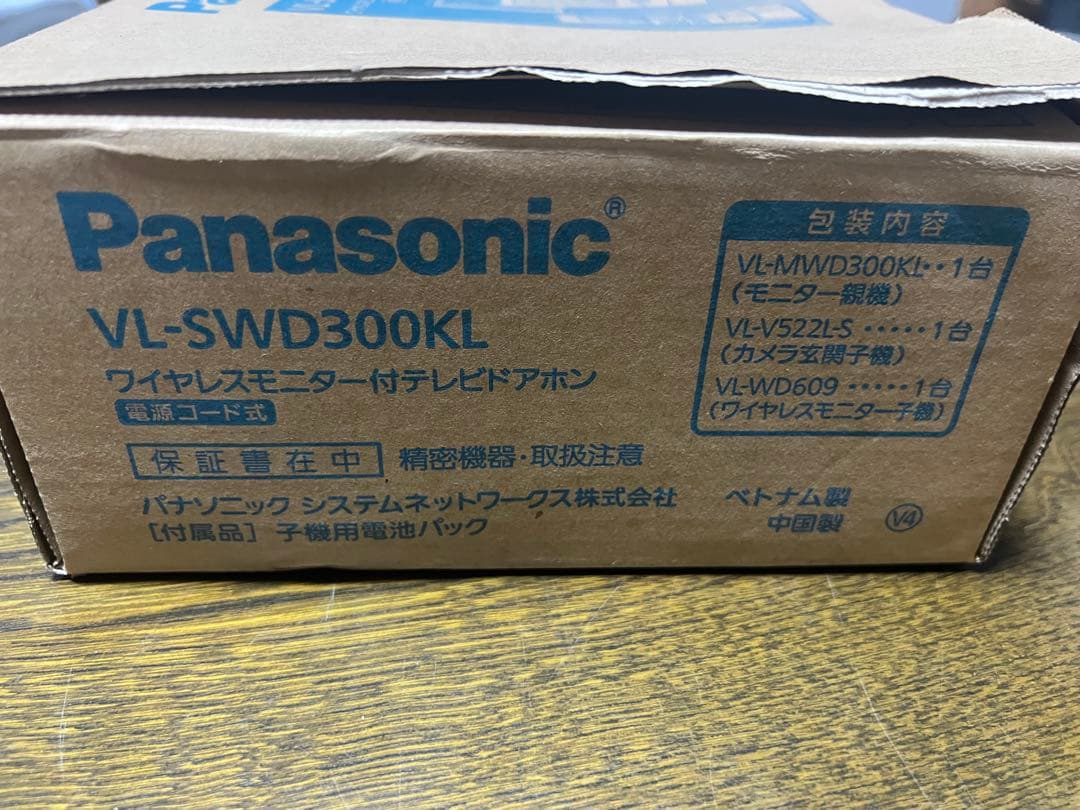 Panasonic®
VL-SWD300KL
ワイヤレスモニター付テレビドアホン
電源コード式
保証書在中 精密機器・取扱注意
パナソニック システムネットワークス株式会社
[付属品] 子機用電池パック
包装内容
VL-MWD300KL・・1台
(モニター親機)
VL-V522L-S ・・・・・1台
(カメラ玄関子機)
VL-WD609 ・・・・・1台
(ワイヤレスモニター子機)
ベトナム製
中国製 V4